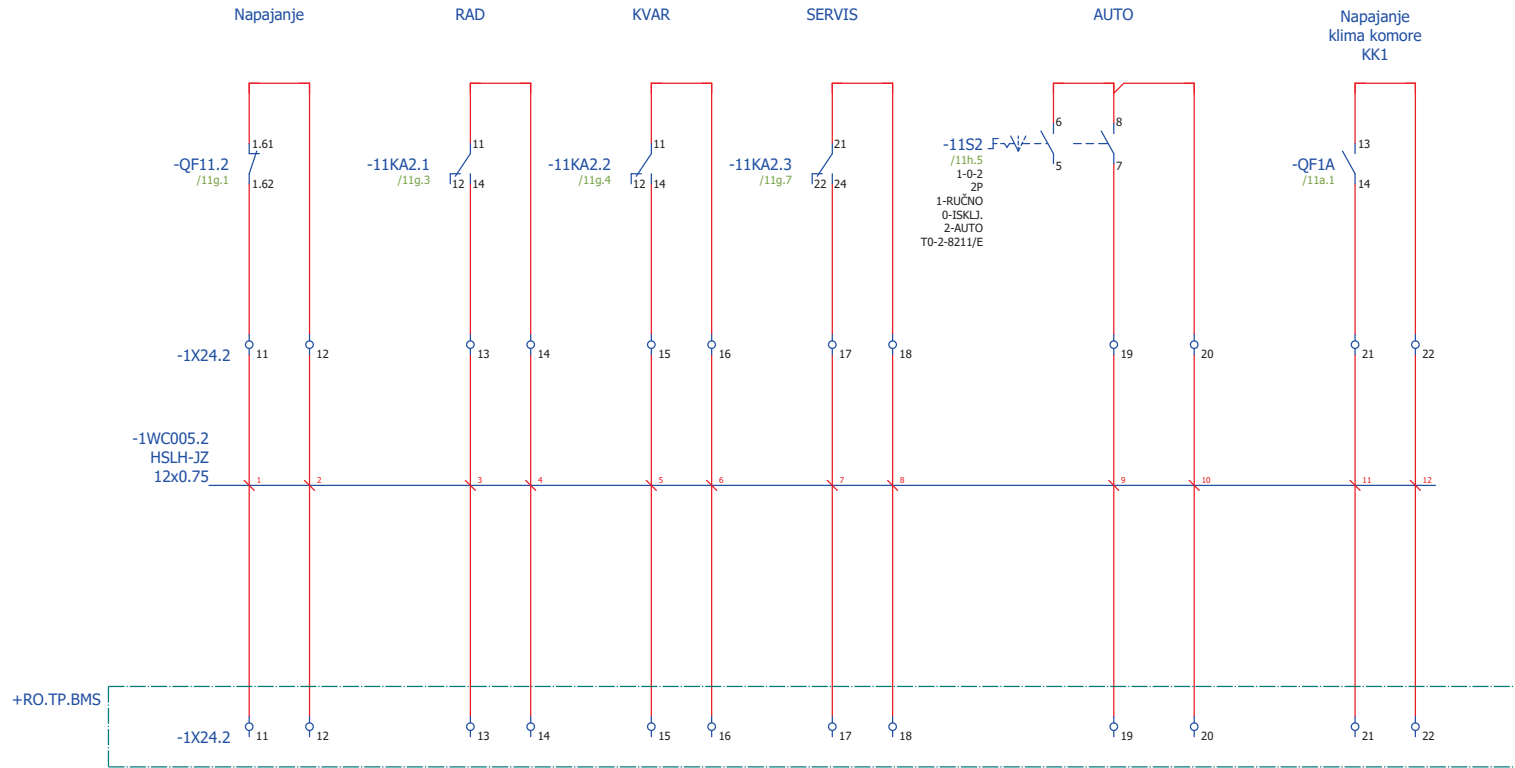 Napajanje
RAD
KVAR
SERVIS
AUTO
Napajanje
klima komore
KK1
-QF11.2
/11g.1
1.61
1.62
-11KA2.1
/11g.3
11
12
14
-11KA2.2
/11g.4
11
12
14
-11KA2.3
/11g.7
21
22
24
-11S2
/11h.5
1-0-2
2P
1-RUČNO
0-ISKLJ.
2-AUTO
T0-2-8211/E
6
5
8
7
-QF1A
/11a.1
13
14
-1X24.2
11
12
13
14
15
16
17
18
19
20
21
22
-1WC005.2
HSLH-JZ
12x0.75
1
2
3
4
5
6
7
8
9
10
11
12
+RO.TP.BMS
-1X24.2
11
12
13
14
15
16
17
18
19
20
21
22